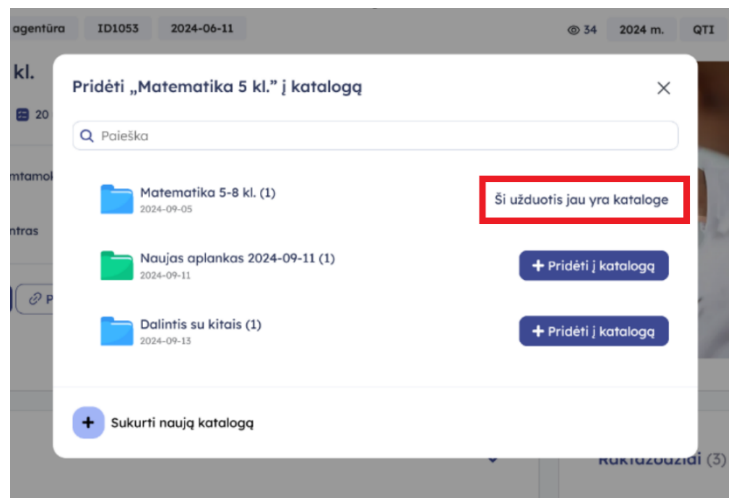 agentūra ID1053 2024-06-11 34 2024 m. QTI
kl.
Pridėti „Matematika 5 kl.” į katalogą
20
Paieška
Matematika 5-8 kl. (1)
Ši užduotis jau yra kataloge
2024-09-05
Naujas aplankas 2024-09-11 (1)
+ Pridėti į katalogą
2024-09-11
Dalintis su kitais (1)
+ Pridėti į katalogą
2024-09-13
+ Sukurti naują katalogą
(3)